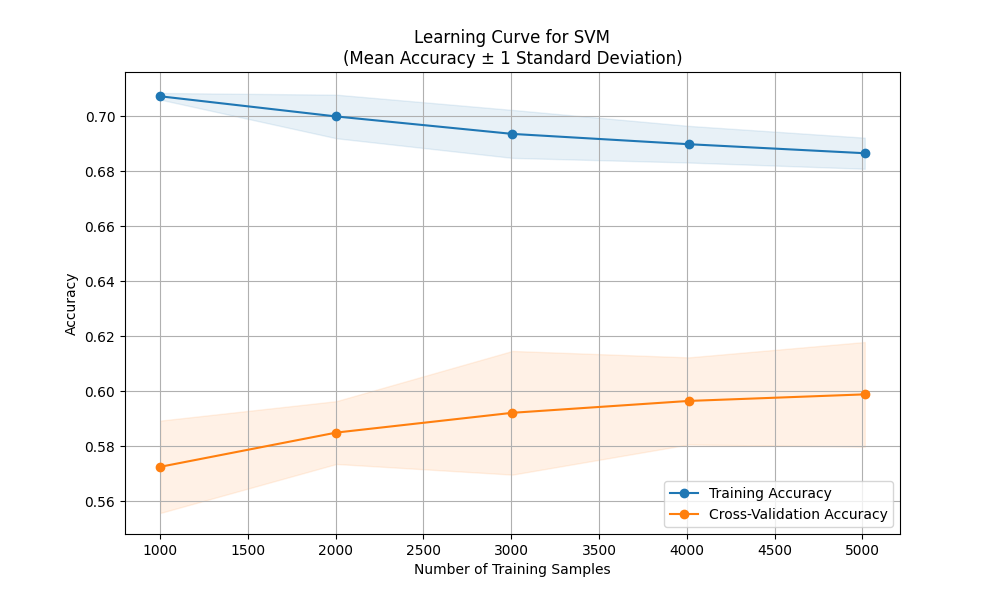 Learning Curve for SVM
(Mean Accuracy ± 1 Standard Deviation)
Accuracy
0.70
0.68
0.66
0.64
0.62
0.60
0.58
0.56
Training Accuracy
Cross-Validation Accuracy
1000 1500 2000 2500 3000 3500 4000 4500 5000
Number of Training Samples